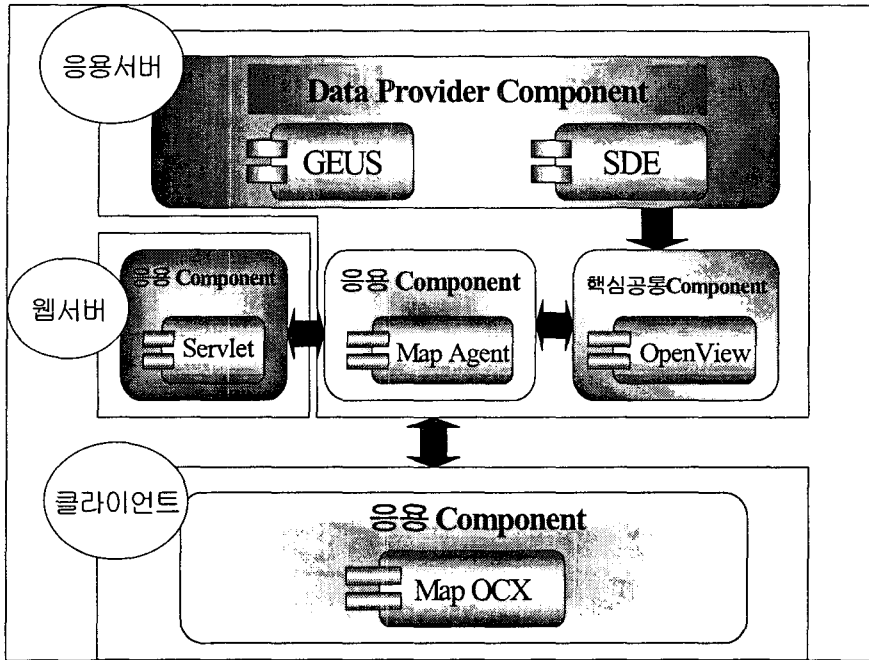 응용서버
Data Provider Component
GEUS
SDE
웹서버
응용 Component
Servlet
응용 Component
Map Agent
핵심공통Component
OpenView
클라이언트
응용 Component
Map OCX